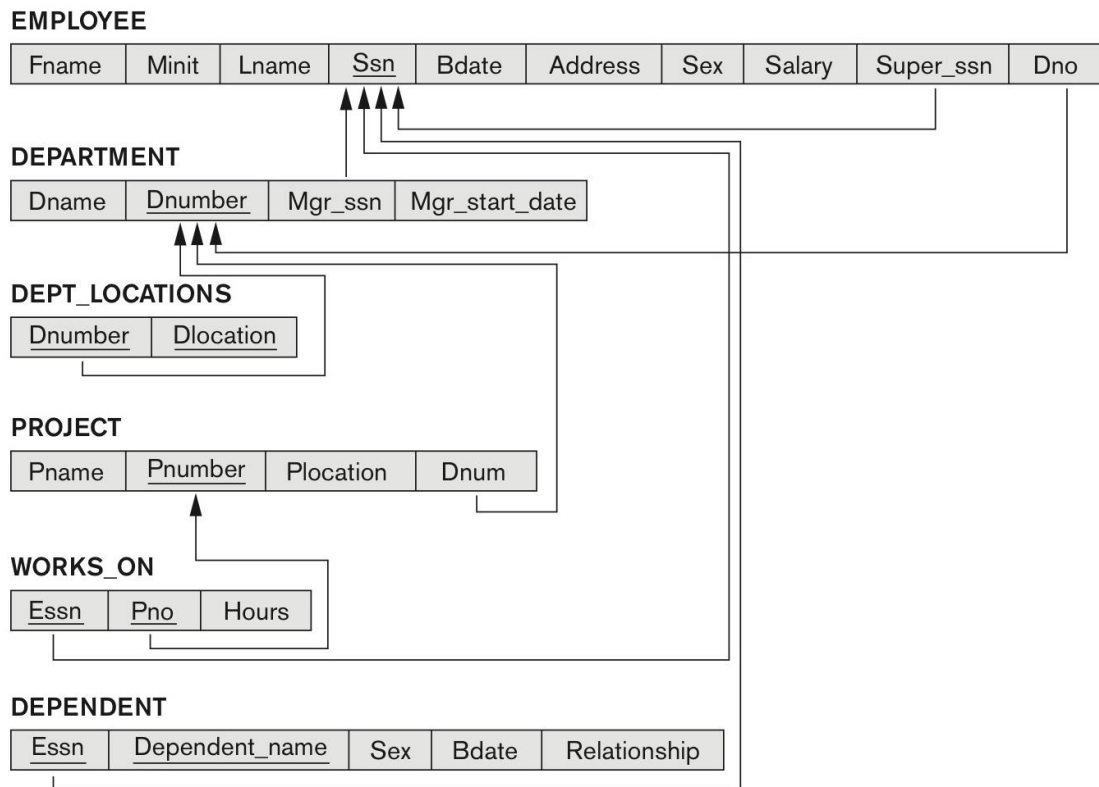 EMPLOYEE
Fname Minit Lname Ssn Bdate Address Sex Salary Super_ssn Dno
DEPARTMENT
Dname Dnumber Mgr_ssn Mgr_start_date
DEPT_LOCATIONS
Dnumber Dlocation
PROJECT
Pname Pnumber Plocation Dnum
WORKS_ON
Essn Pno Hours
DEPENDENT
Essn Dependent_name Sex Bdate Relationship